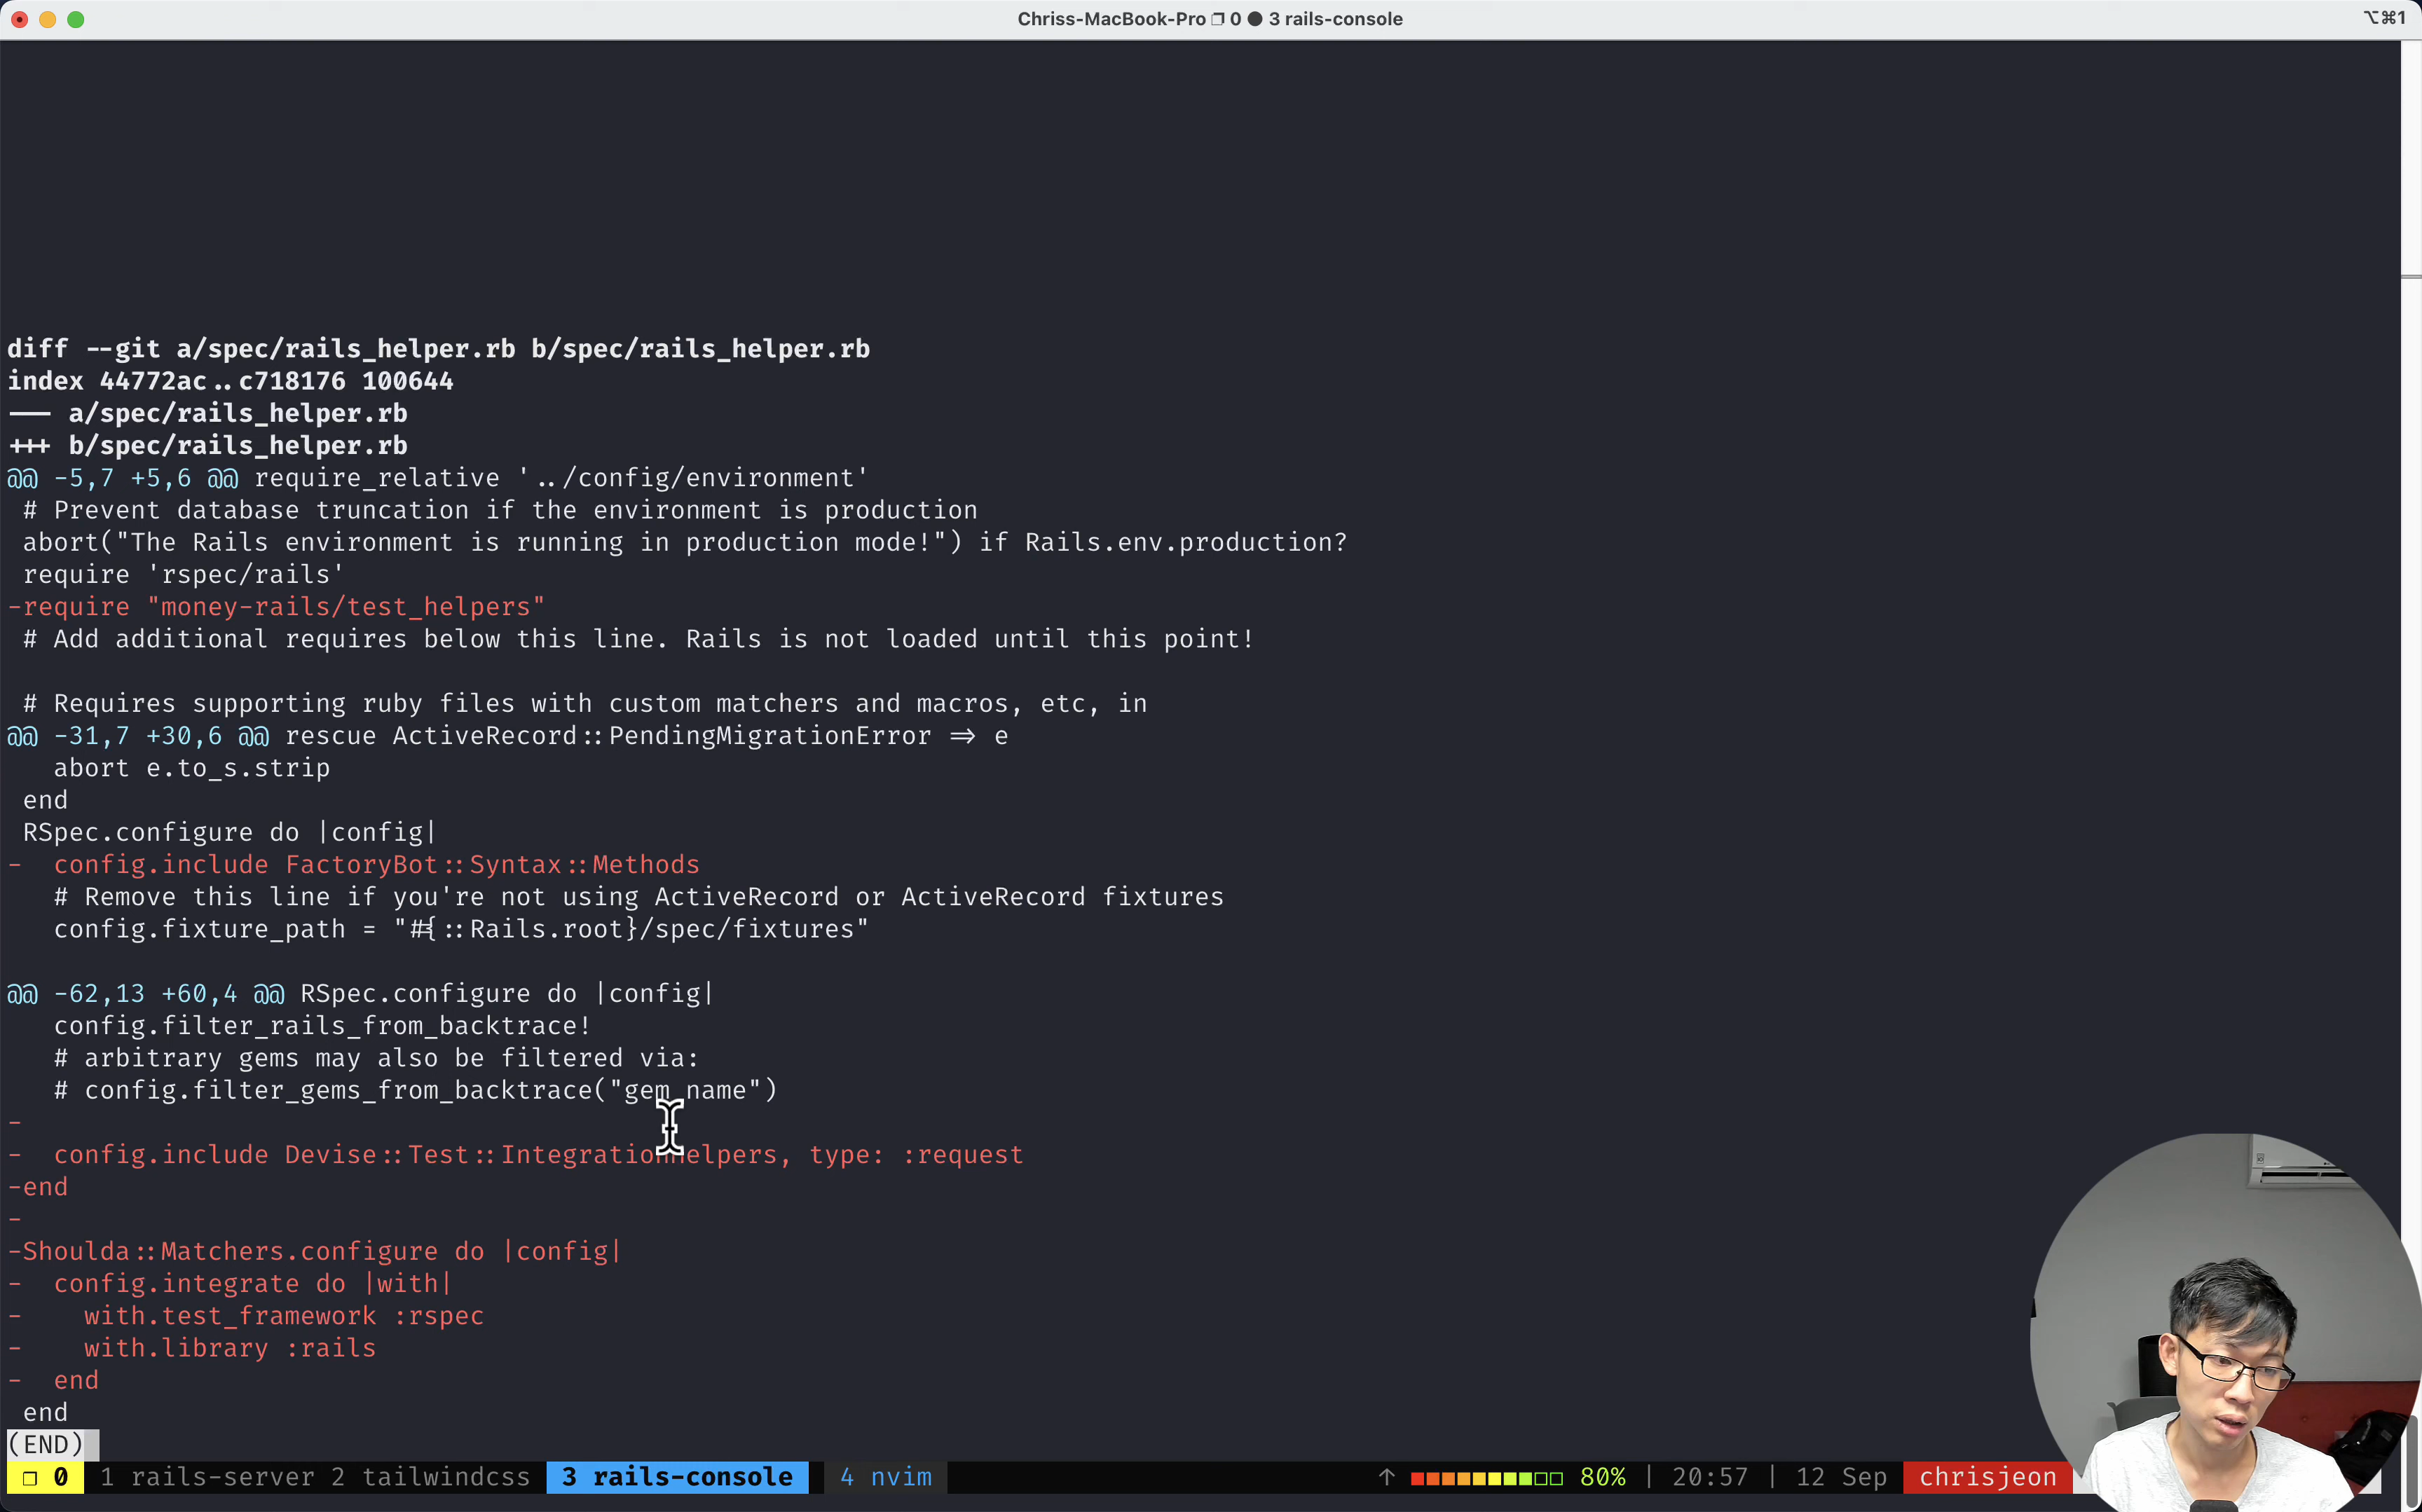 Chriss-MacBook-Pro ❐ 0 ● 3 rails-console
⌥⌘1
diff --git a/spec/rails_helper.rb b/spec/rails_helper.rb
index 44772ac..c718176 100644
--- a/spec/rails_helper.rb
+++ b/spec/rails_helper.rb
@@ -5,7 +5,6 @@ require_relative '../config/environment'
 # Prevent database truncation if the environment is production
 abort("The Rails environment is running in production mode!") if Rails.env.production?
 require 'rspec/rails'
-require "money-rails/test_helpers"
 # Add additional requires below this line. Rails is not loaded until this point!
 # Requires supporting ruby files with custom matchers and macros, etc, in
@@ -31,7 +30,6 @@ rescue ActiveRecord::PendingMigrationError => e
   abort e.to_s.strip
 end
 RSpec.configure do |config|
-  config.include FactoryBot::Syntax::Methods
   # Remove this line if you're not using ActiveRecord or ActiveRecord fixtures
   config.fixture_path = "#{::Rails.root}/spec/fixtures"
@@ -62,13 +60,4 @@ RSpec.configure do |config|
   config.filter_rails_from_backtrace!
   # arbitrary gems may also be filtered via:
   # config.filter_gems_from_backtrace("gem name")
-
-  config.include Devise::Test::IntegrationHelpers, type: :request
-end
-
-Shoulda::Matchers.configure do |config|
-  config.integrate do |with|
-    with.test_framework :rspec
-    with.library :rails
-  end
 end
(END)
❐ 0 1 rails-server 2 tailwindcss 3 rails-console 4 nvim ↑ 80% | 20:57 | 12 Sep chrisjeon